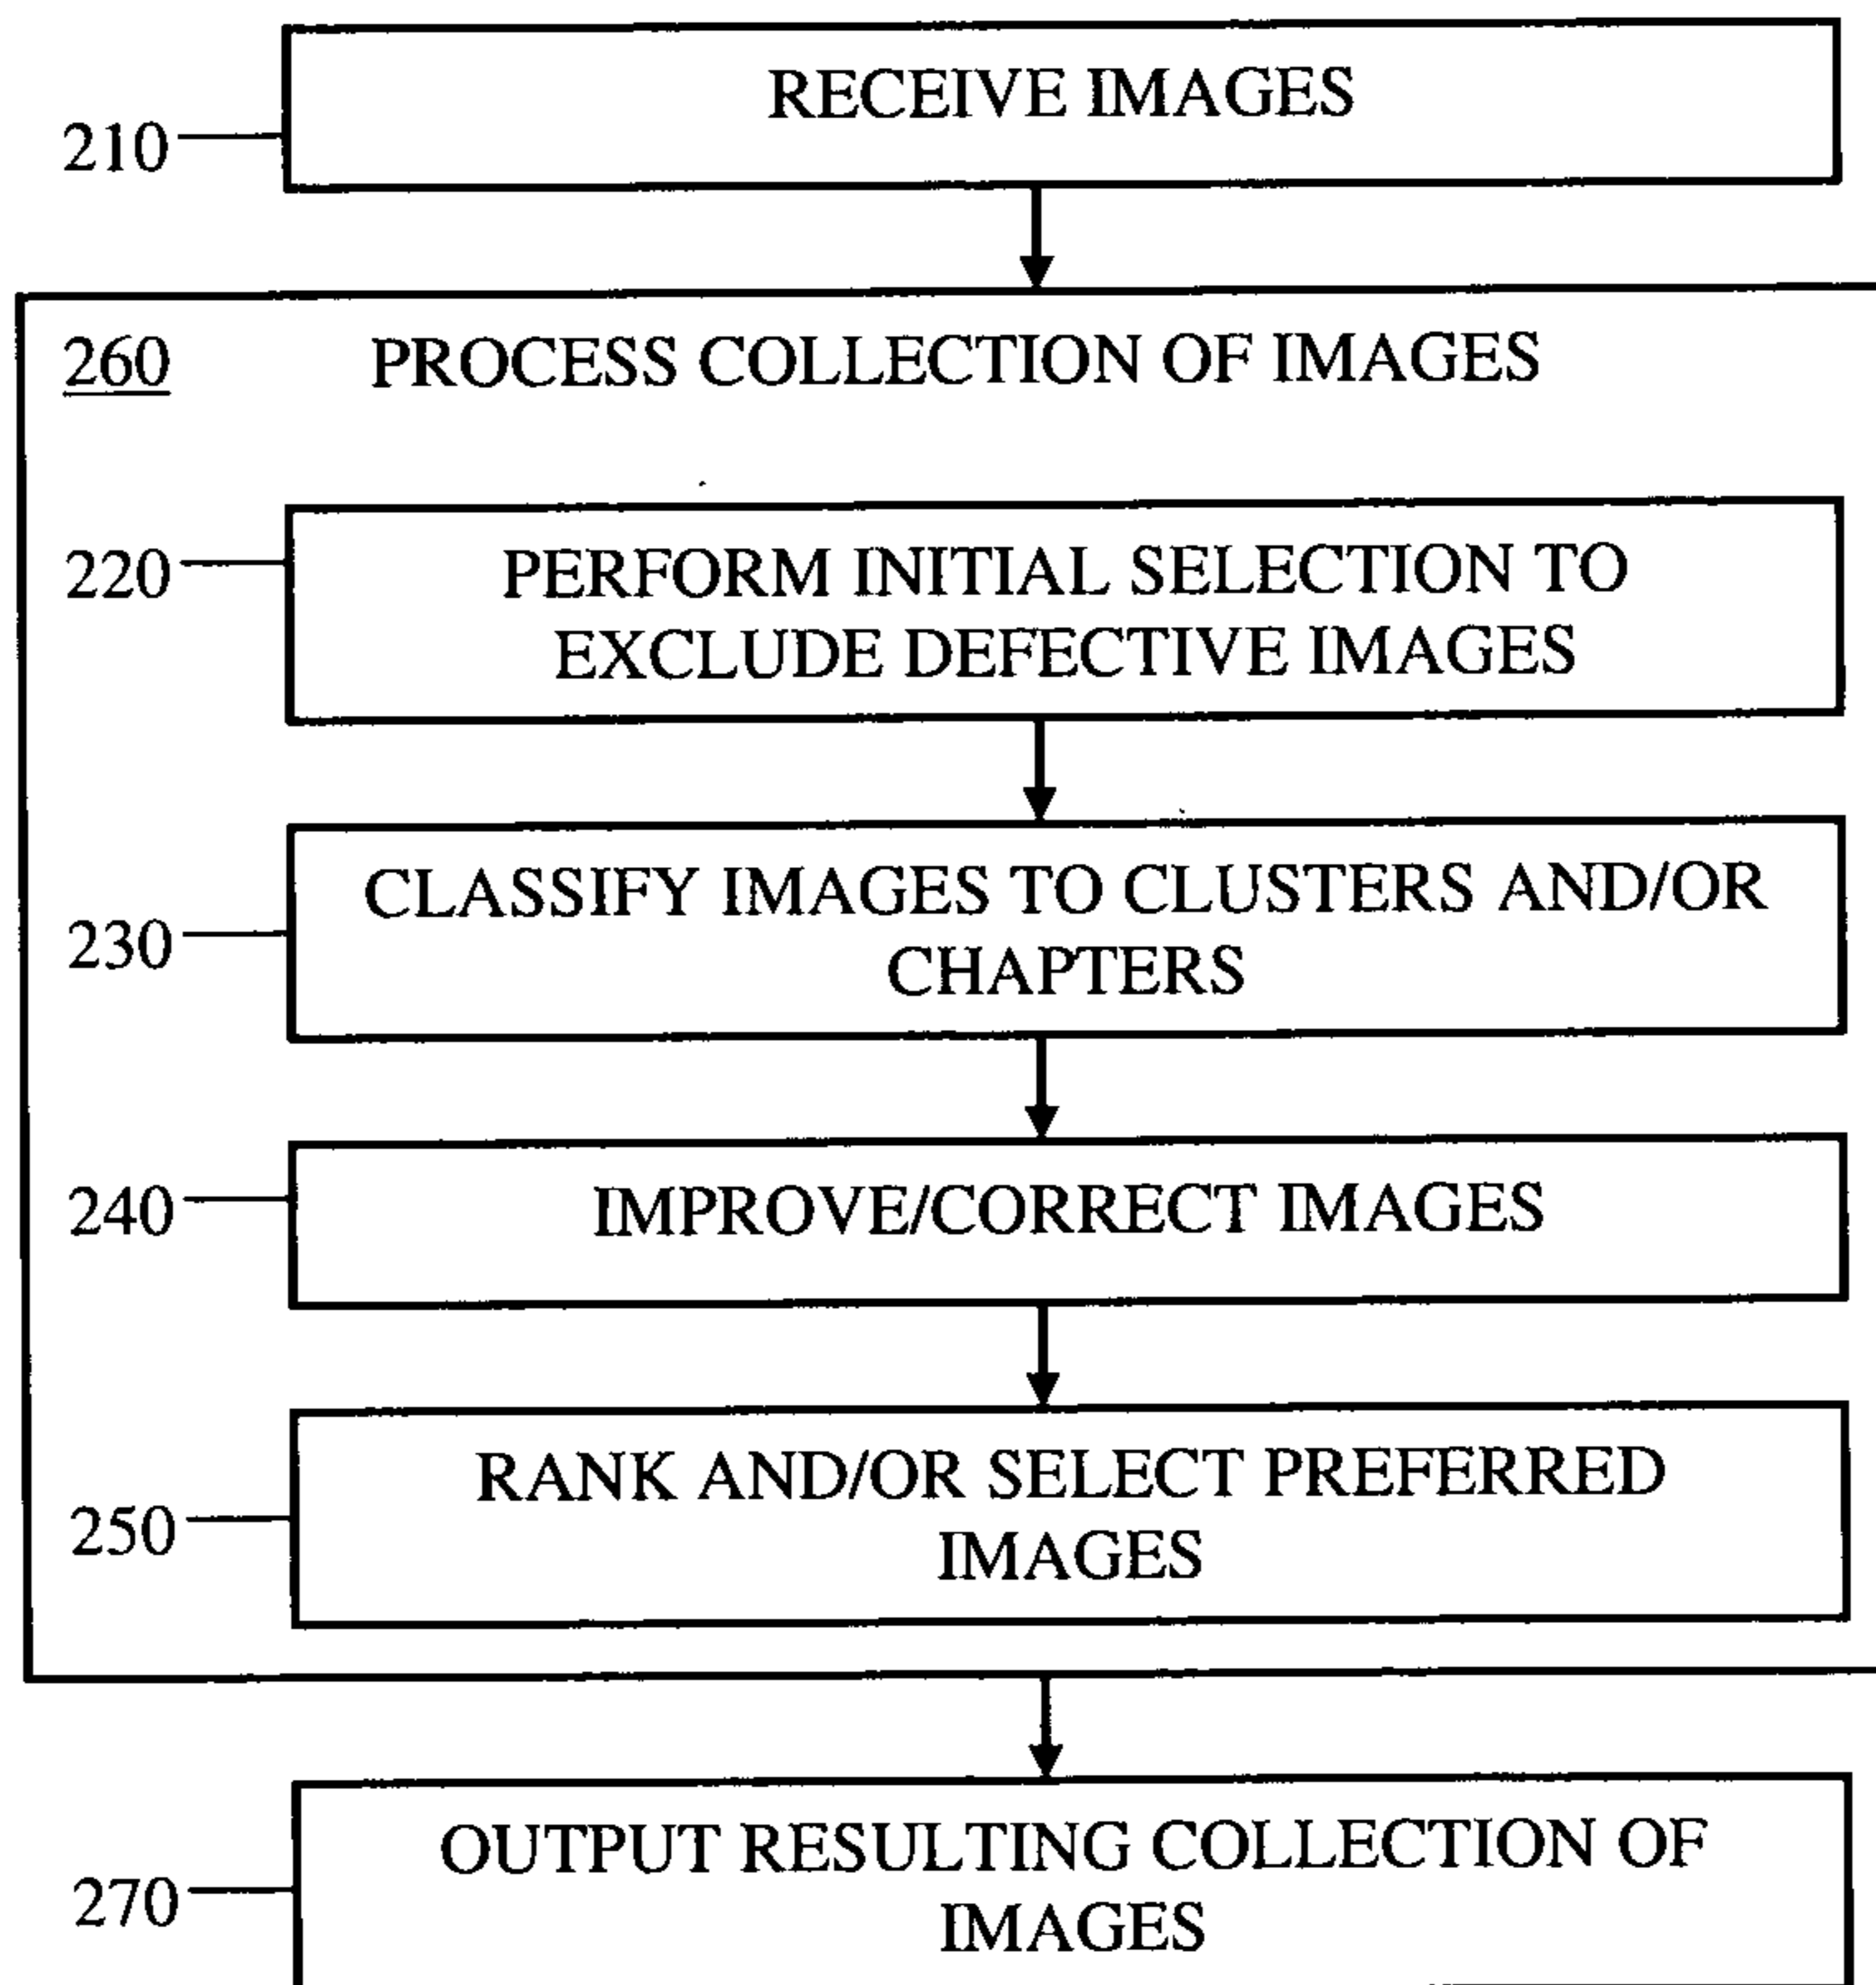 RECEIVE IMAGES
210
260 PROCESS COLLECTION OF IMAGES
220
PERFORM INITIAL SELECTION TO
EXCLUDE DEFECTIVE IMAGES
230
CLASSIFY IMAGES TO CLUSTERS AND/OR
CHAPTERS
240
IMPROVE/CORRECT IMAGES
250
RANK AND/OR SELECT PREFERRED
IMAGES
270
OUTPUT RESULTING COLLECTION OF
IMAGES